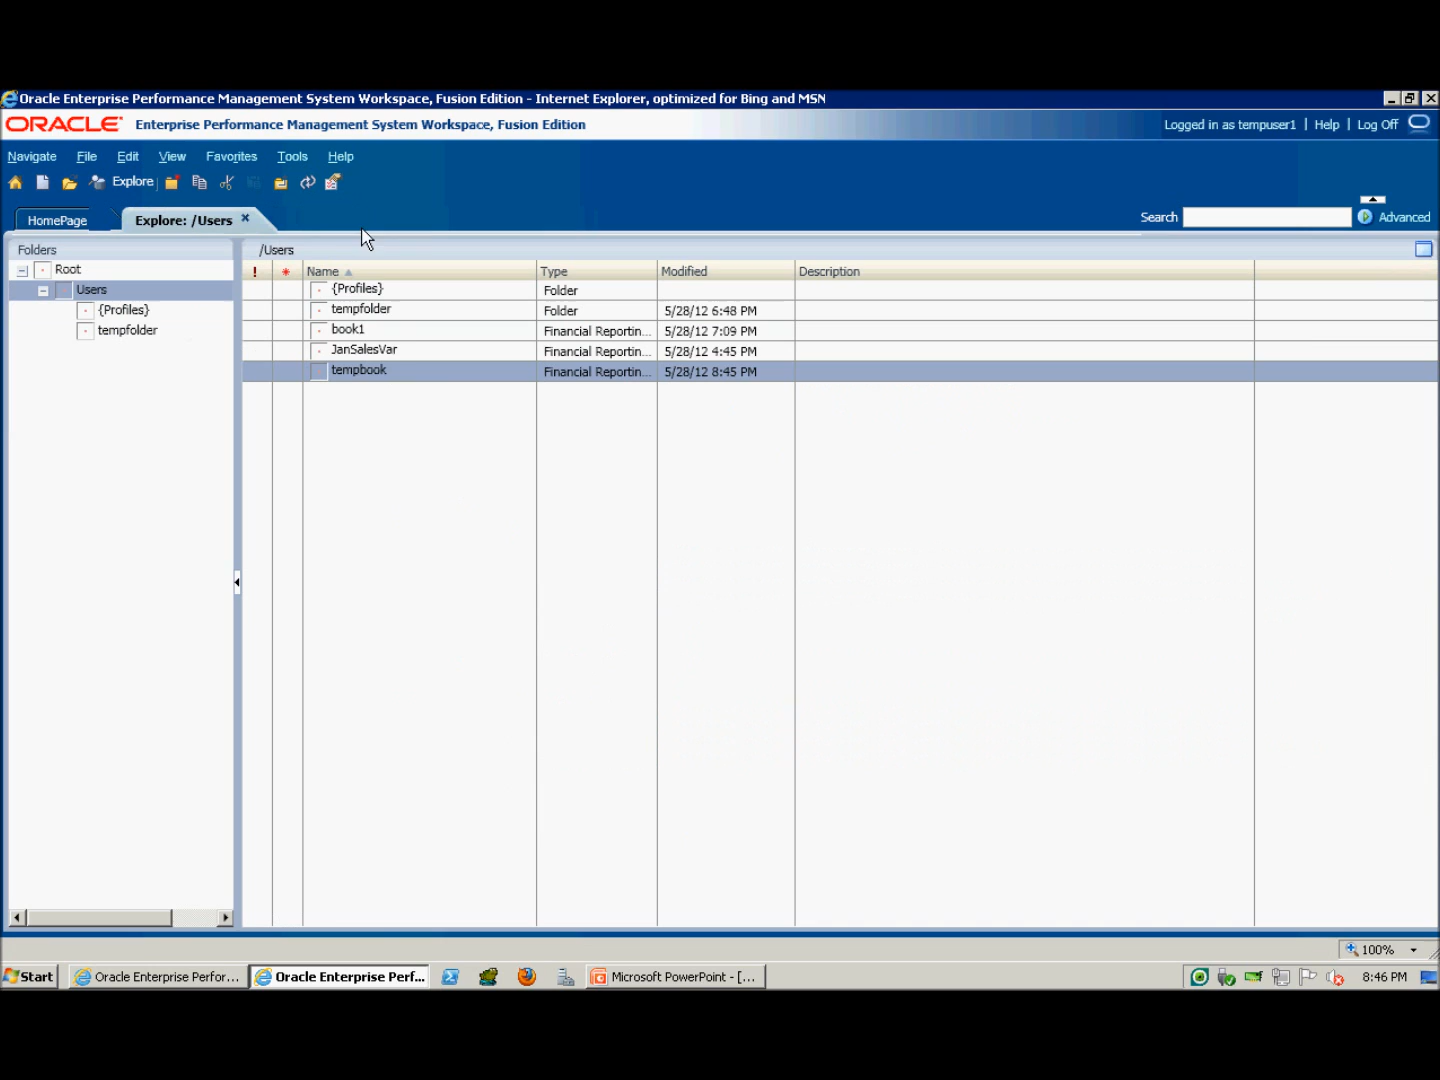 Oracle Enterprise Performance Management System Workspace, Fusion Edition - Internet Explorer, optimized for Bing and MSN
ORACLE Enterprise Performance Management System Workspace, Fusion Edition
Logged in as tempuser1 | Help | Log Off
Navigate File Edit View Favorites Tools Help
Explore
HomePage Explore: /Users
Search Advanced
Folders /Users
Root ! * Name Type Modified Description
Users {Profiles} Folder
{Profiles} tempfolder Folder 5/28/12 6:48 PM
tempfolder book1 Financial Reportin... 5/28/12 7:09 PM
JanSalesVar Financial Reportin... 5/28/12 4:45 PM
tempbook Financial Reportin... 5/28/12 8:45 PM
100%
Start Oracle Enterprise Perfor... Oracle Enterprise Perf... Microsoft PowerPoint - [... 8:46 PM